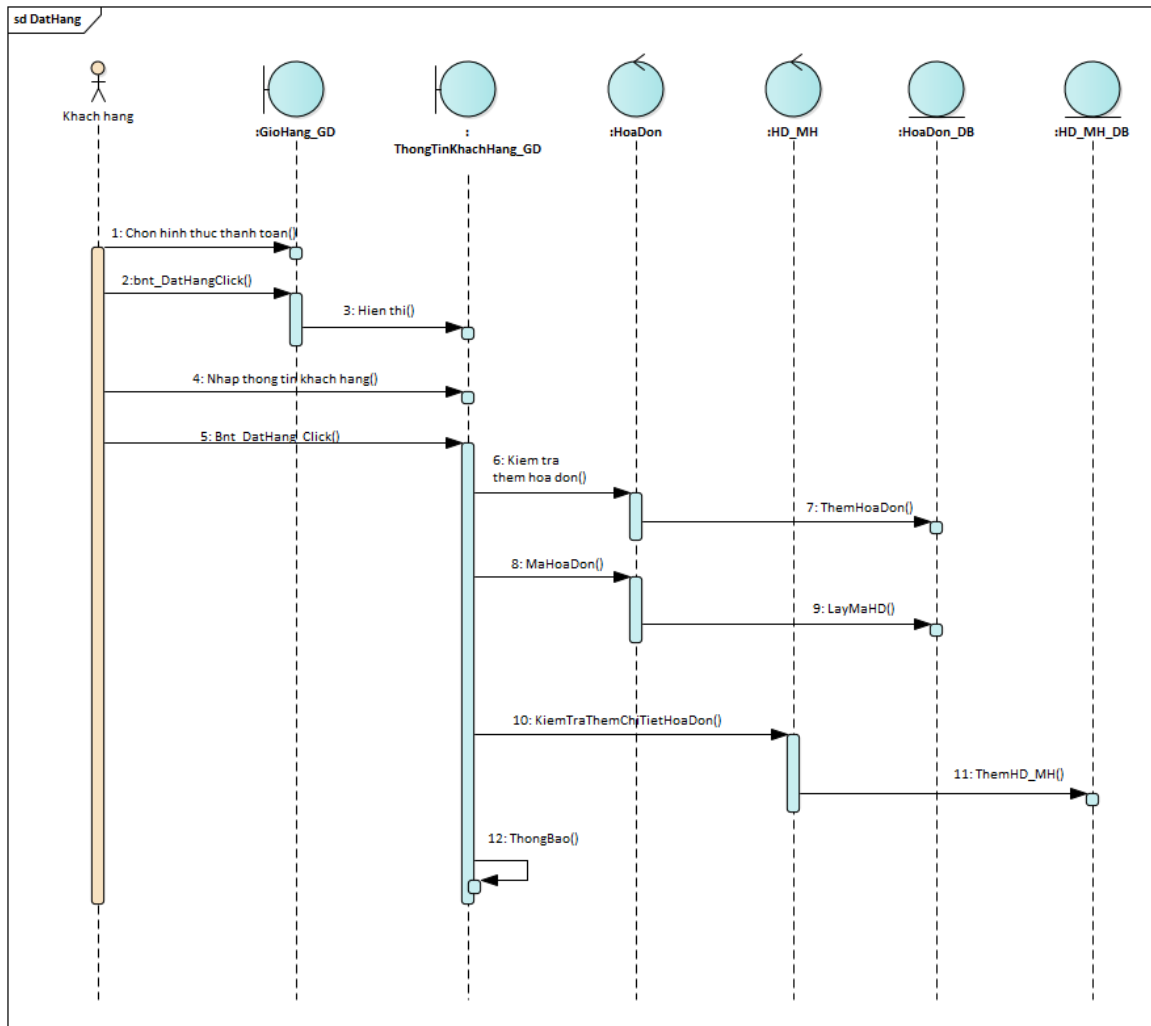 sd DatHang
Khach hang
:GioHang_GD
:
ThongTinKhachHang_GD
:HoaDon
:HD_MH
:HoaDon_DB
:HD_MH_DB
1: Chon hinh thuc thanh toan()
2:bnt_DatHangClick()
3: Hien thi()
4: Nhap thong tin khach hang()
5: Bnt_DatHang_Click()
6: Kiem tra
them hoa don()
7: ThemHoaDon()
8: MaHoaDon()
9: LayMaHD()
10: KiemTraThemChiTietHoaDon()
11: ThemHD_MH()
12: ThongBao()